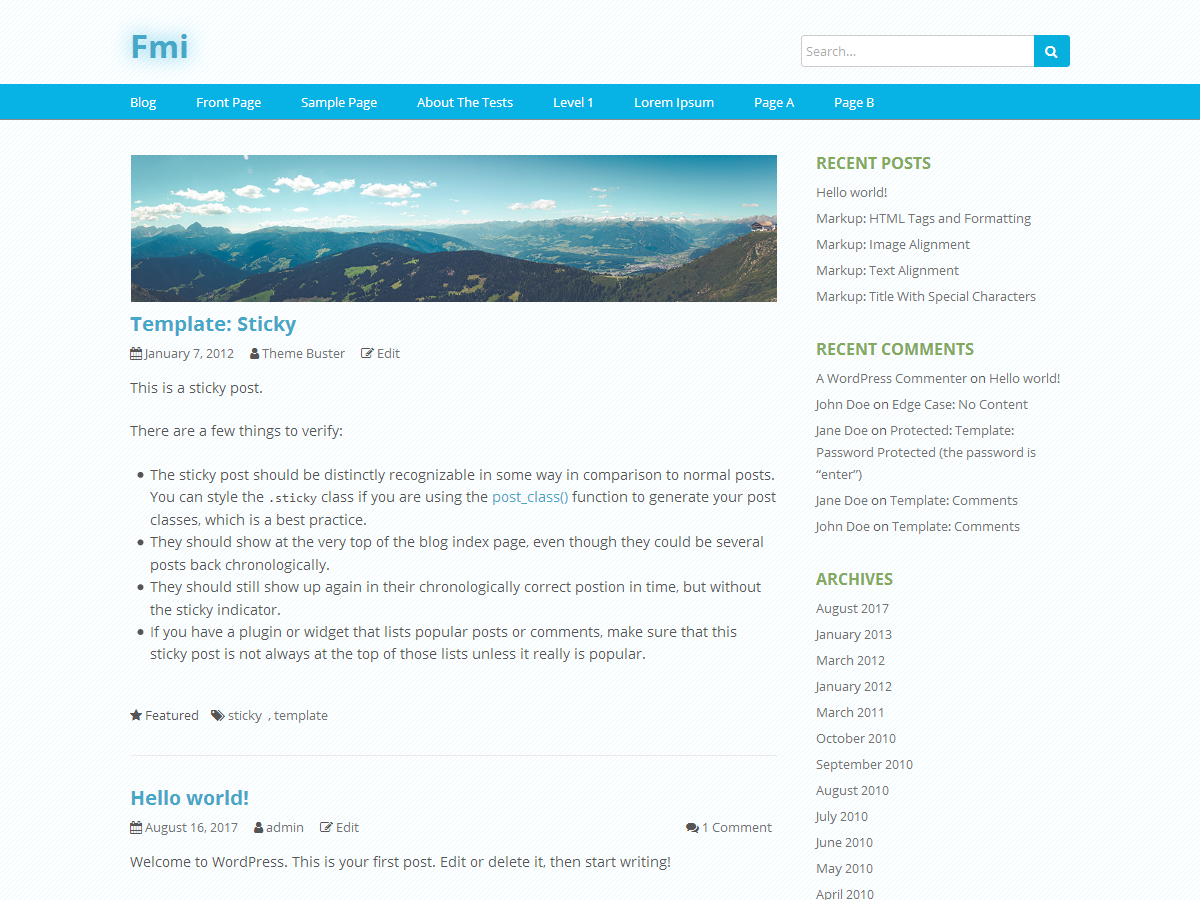 Fmi
Search...
Blog
Front Page
Sample Page
About The Tests
Level 1
Lorem Ipsum
Page A
Page B
Template: Sticky
January 7, 2012 Theme Buster Edit
This is a sticky post.
There are a few things to verify:
The sticky post should be distinctly recognizable in some way in comparison to normal posts.
You can style the .sticky class if you are using the post_class() function to generate your post
classes, which is a best practice.
They should show at the very top of the blog index page, even though they could be several
posts back chronologically.
They should still show up again in their chronologically correct postion in time, but without
the sticky indicator.
If you have a plugin or widget that lists popular posts or comments, make sure that this
sticky post is not always at the top of those lists unless it really is popular.
Featured sticky , template
Hello world!
August 16, 2017 admin Edit 1 Comment
Welcome to WordPress. This is your first post. Edit or delete it, then start writing!
RECENT POSTS
Hello world!
Markup: HTML Tags and Formatting
Markup: Image Alignment
Markup: Text Alignment
Markup: Title With Special Characters
RECENT COMMENTS
A WordPress Commenter on Hello world!
John Doe on Edge Case: No Content
Jane Doe on Protected: Template:
Password Protected (the password is
“enter”)
Jane Doe on Template: Comments
John Doe on Template: Comments
ARCHIVES
August 2017
January 2013
March 2012
January 2012
March 2011
October 2010
September 2010
August 2010
July 2010
June 2010
May 2010
April 2010